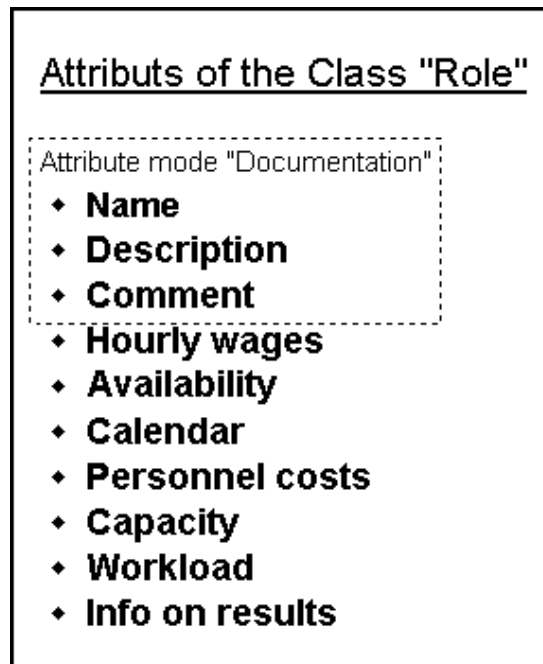 Attributs of the Class "Role"
Attribute mode "Documentation"
◆ Name
◆ Description
◆ Comment
◆ Hourly wages
◆ Availability
◆ Calendar
◆ Personnel costs
◆ Capacity
◆ Workload
◆ Info on results